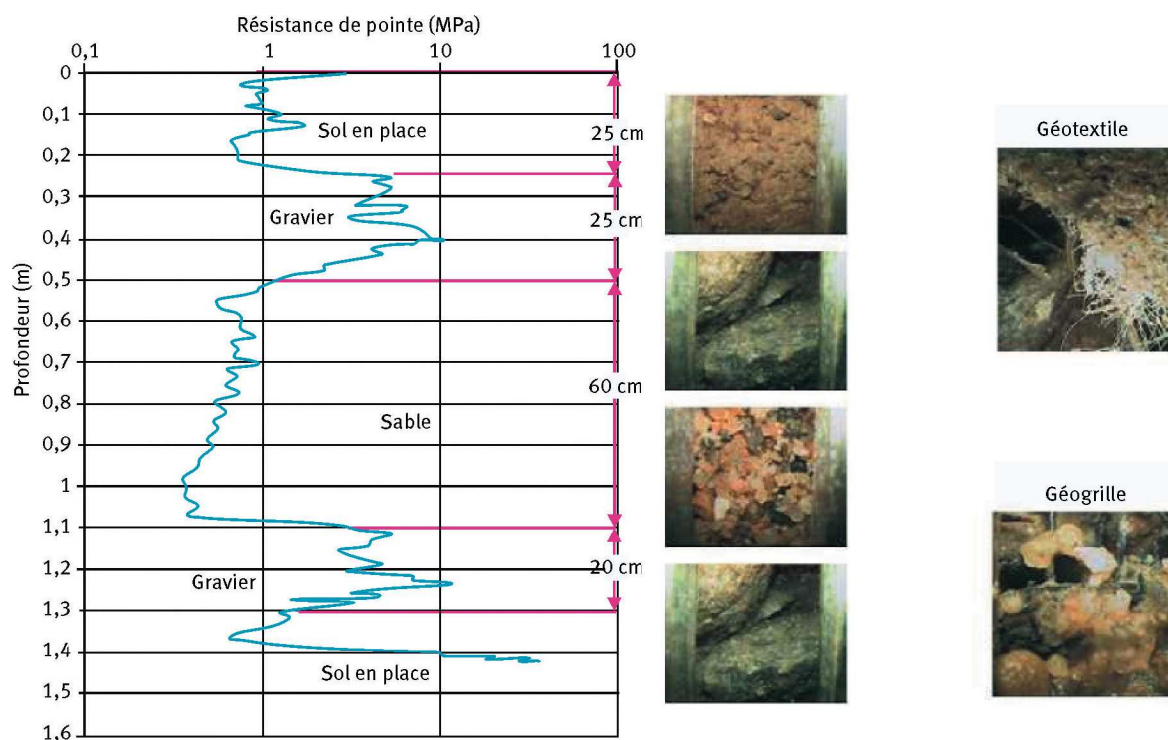 Résistance de pointe (MPa)
0,1 1 10 100
0
0,1
Sol en place
25 cm
0,2
0,3
Gravier
25 cm
0,4
0,5
0,6
0,7
60 cm
0,8
Sable
0,9
1
1,1
1,2
Gravier
20 cm
1,3
1,4
Sol en place
1,5
1,6
Profondeur (m)
Géotextile
Géogrille